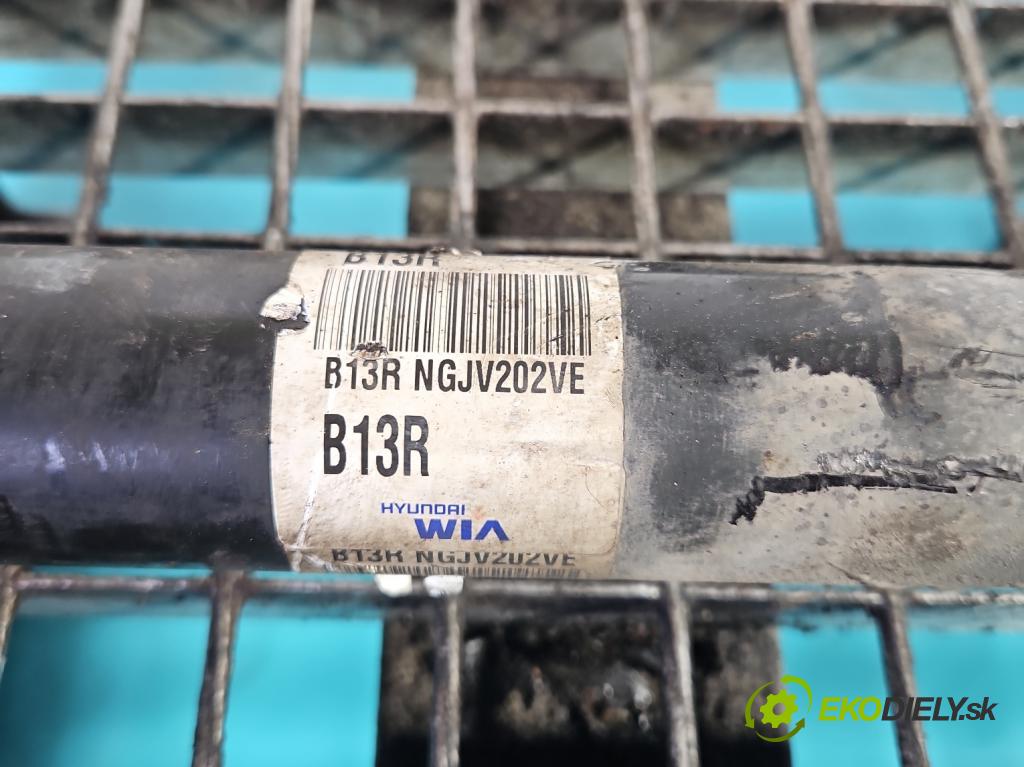 B13R
B13R NGJV202VE
B13R
HYUNDAI
WIA
B13R NGJV202VE
EKODIELY.sk